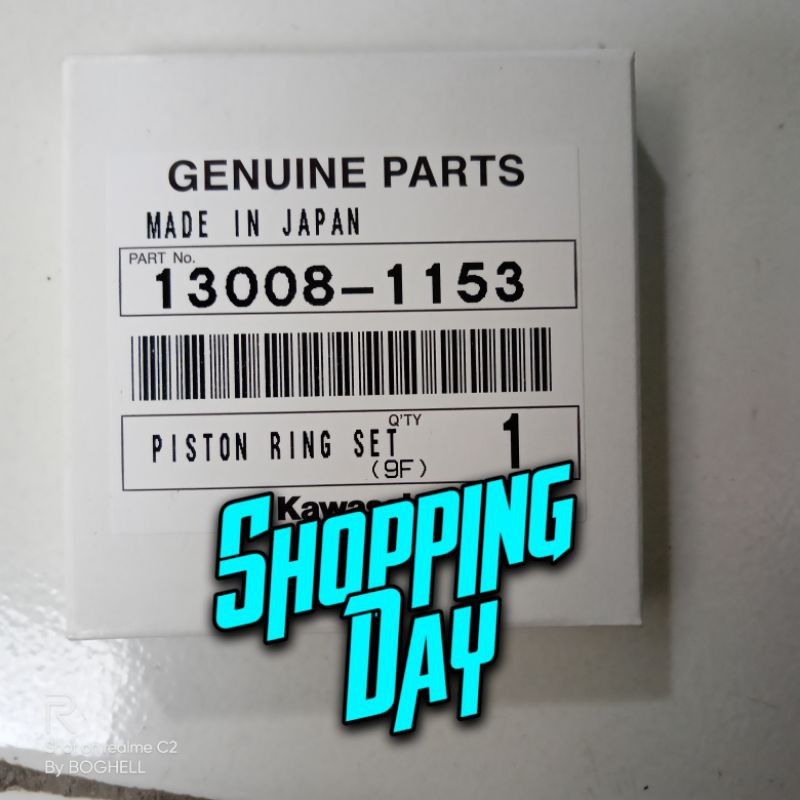 GENUINE PARTS
MADE IN JAPAN
PART No.
13008-1153
Q'TY
PISTON RING SET 1
(9F)
SHOPPING
DAY
Shot on realme C2
By BOGHELL